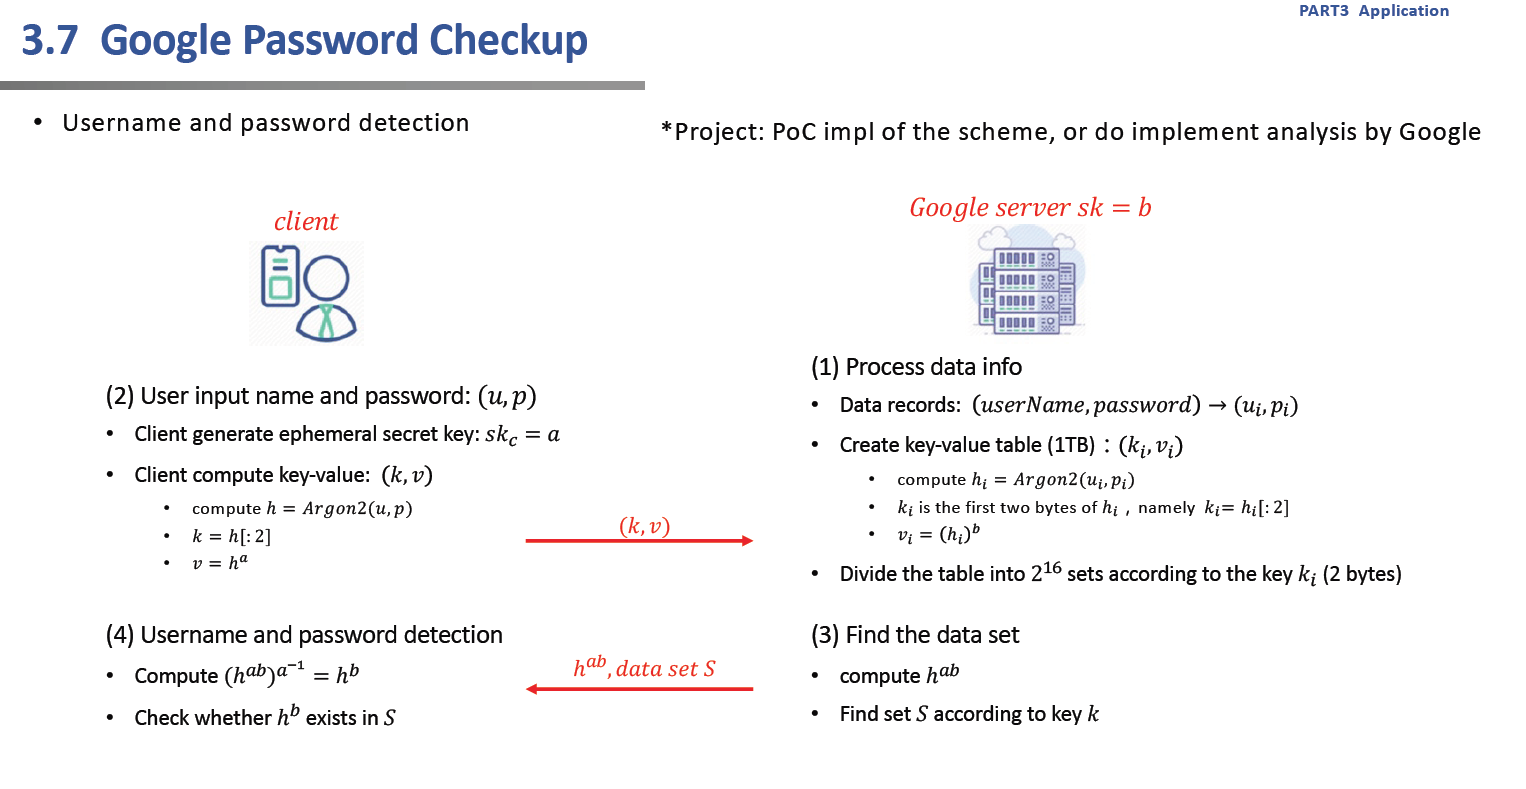 PART3 Application
3.7 Google Password Checkup
• Username and password detection
*Project: PoC impl of the scheme, or do implement analysis by Google
client
Google server sk = b
(2) User input name and password: (u, p)
• Client generate ephemeral secret key: sk_c = a
• Client compute key-value: (k, v)
• compute h = Argon2(u, p)
• k = h[: 2]
• v = h^a
(k, v)
(1) Process data info
• Data records: (userName, password) → (u_i, p_i)
• Create key-value table (1TB) : (k_i, v_i)
• compute h_i = Argon2(u_i, p_i)
• k_i is the first two bytes of h_i , namely k_i= h_i[: 2]
• v_i = (h_i)^b
• Divide the table into 2^16 sets according to the key k_i (2 bytes)
(4) Username and password detection
• Compute (h^ab)^a^−1 = h^b
• Check whether h^b exists in S
h^ab, data set S
(3) Find the data set
• compute h^ab
• Find set S according to key k